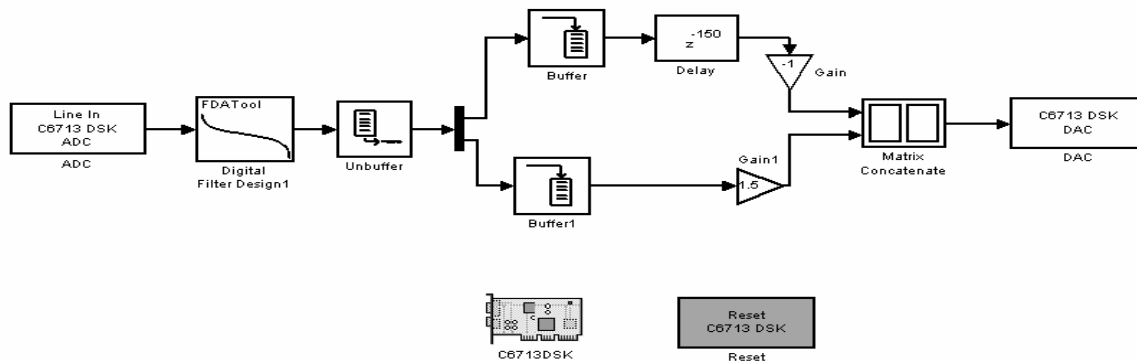 Line In
C6713 DSK
ADC
ADC
FDATool
Digital
Filter Design1
Unbuffer
Buffer
z -150
Delay
-1
Gain
Buffer1
1.5
Gain1
Matrix
Concatenate
C6713 DSK
DAC
DAC
C6713DSK
Reset
C6713 DSK
Reset